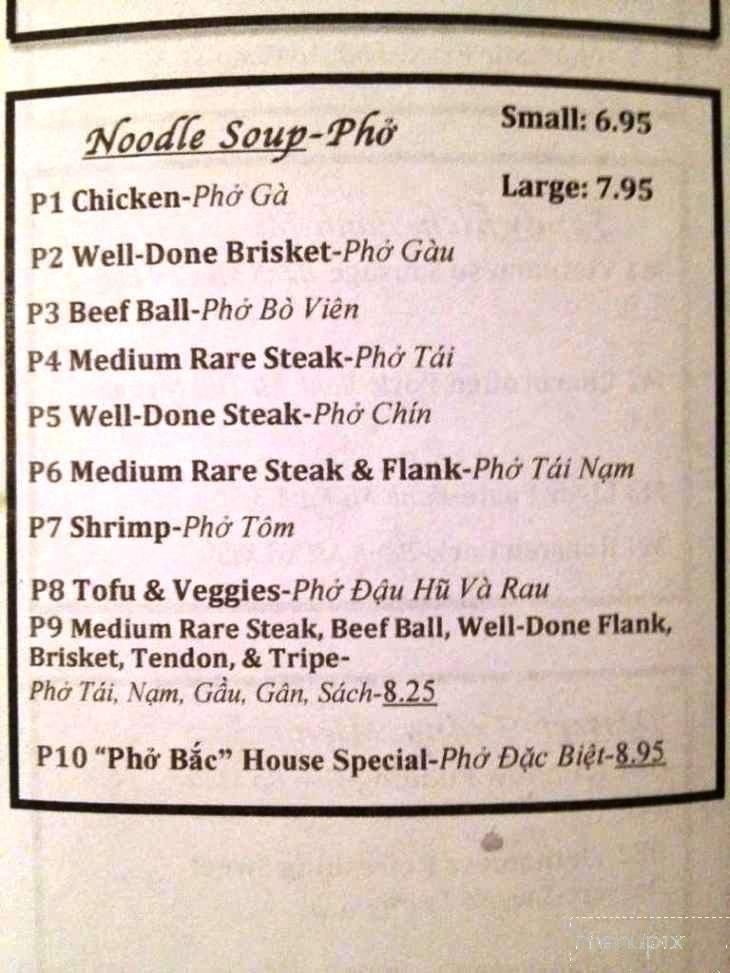 Noodle Soup-Phở
Small: 6.95
P1 Chicken-Phở Gà
Large: 7.95
P2 Well-Done Brisket-Phở Gàu
P3 Beef Ball-Phở Bò Viên
P4 Medium Rare Steak-Phở Tái
P5 Well-Done Steak-Phở Chín
P6 Medium Rare Steak & Flank-Phở Tái Nạm
P7 Shrimp-Phở Tôm
P8 Tofu & Veggies-Phở Đậu Hũ Và Rau
P9 Medium Rare Steak, Beef Ball, Well-Done Flank,
Brisket, Tendon, & Tripe-
Phở Tái, Nạm, Gầu, Gân, Sách-8.25
P10 “Phở Bắc” House Special-Phở Đặc Biệt-8.95
menupix